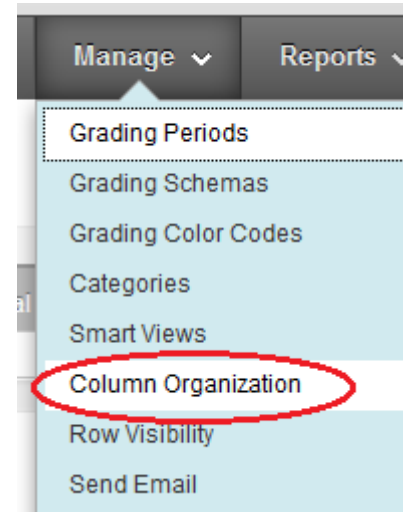 Manage Reports
Grading Periods
Grading Schemas
Grading Color Codes
Categories
Smart Views
Column Organization
Row Visibility
Send Email